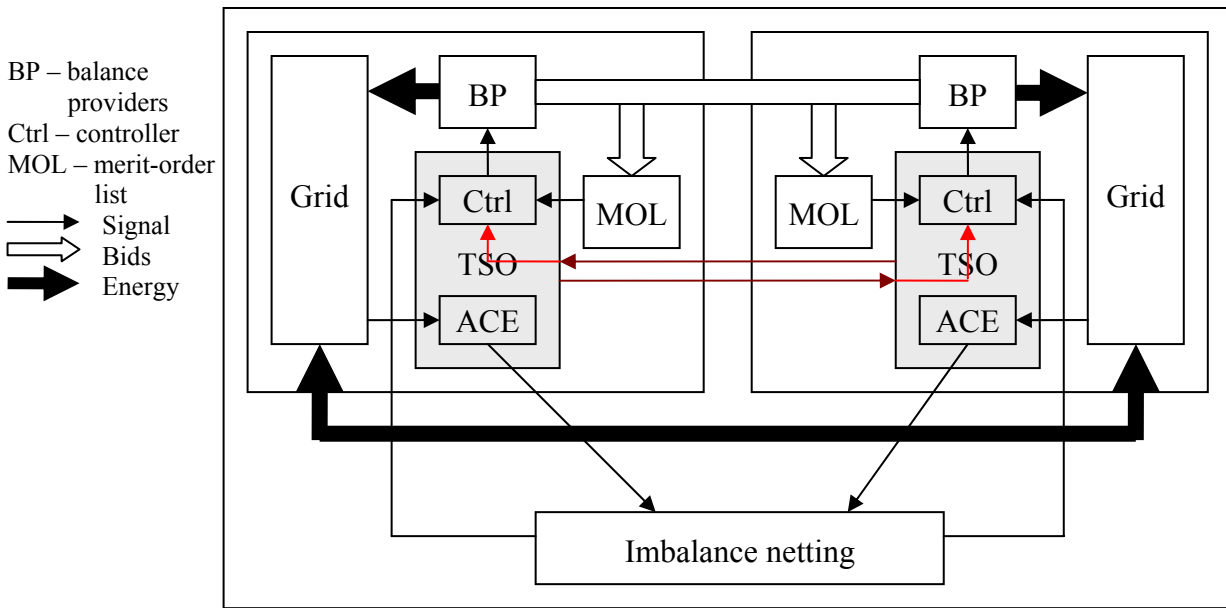 BP – balance
providers
Ctrl – controller
MOL – merit-order
list
Signal
Bids
Energy
Grid
BP
Ctrl
MOL
TSO
ACE
BP
MOL
Ctrl
TSO
ACE
Grid
Imbalance netting